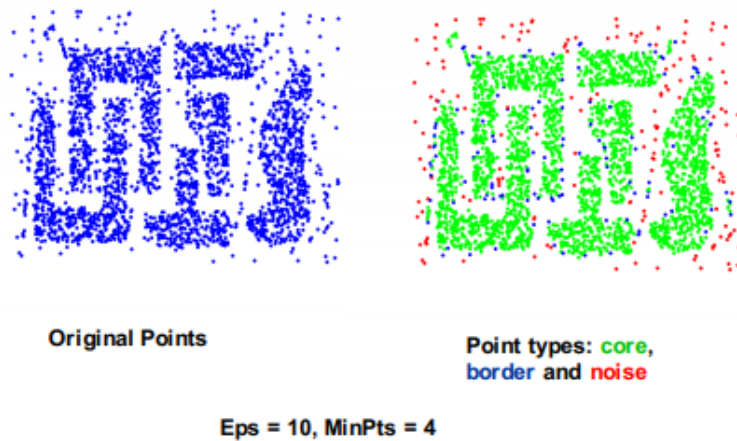 Original Points
Point types: core,
border and noise
Eps = 10, MinPts = 4